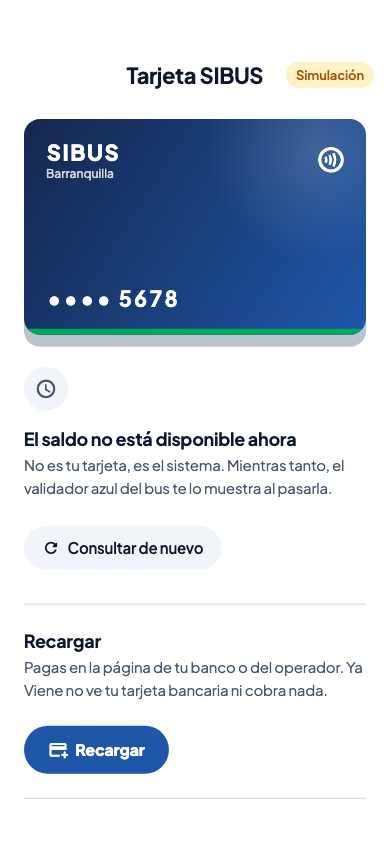 Tarjeta SIBUS
Simulación
SIBUS
Barranquilla
•••• 5678
El saldo no está disponible ahora
No es tu tarjeta, es el sistema. Mientras tanto, el
validador azul del bus te lo muestra al pasarla.
Consultar de nuevo
Recargar
Pagas en la página de tu banco o del operador. Ya
Viene no ve tu tarjeta bancaria ni cobra nada.
Recargar